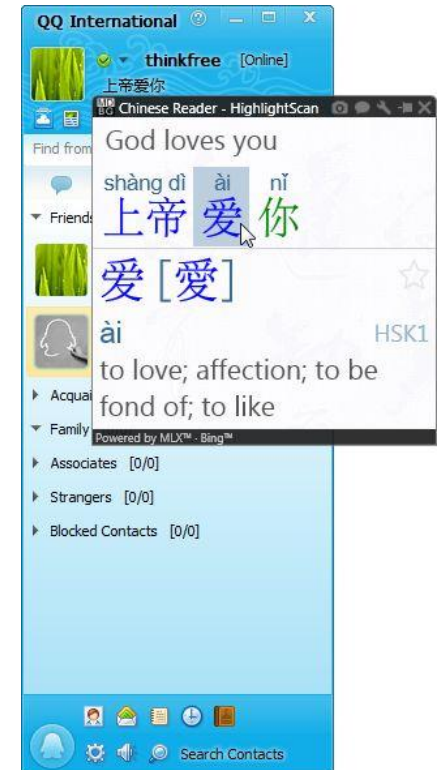 QQ International
thinkfree [Online]
上帝爱你
MDBG Chinese Reader - HighlightScan
Find from
God loves you
shàng dì ài nǐ
上帝 爱 你
爱 [愛]
ài HSK1
to love; affection; to be
fond of; to like
Powered by MLX™ - Bing™
Friends
Acquai
Family
Associates [0/0]
Strangers [0/0]
Blocked Contacts [0/0]
Search Contacts